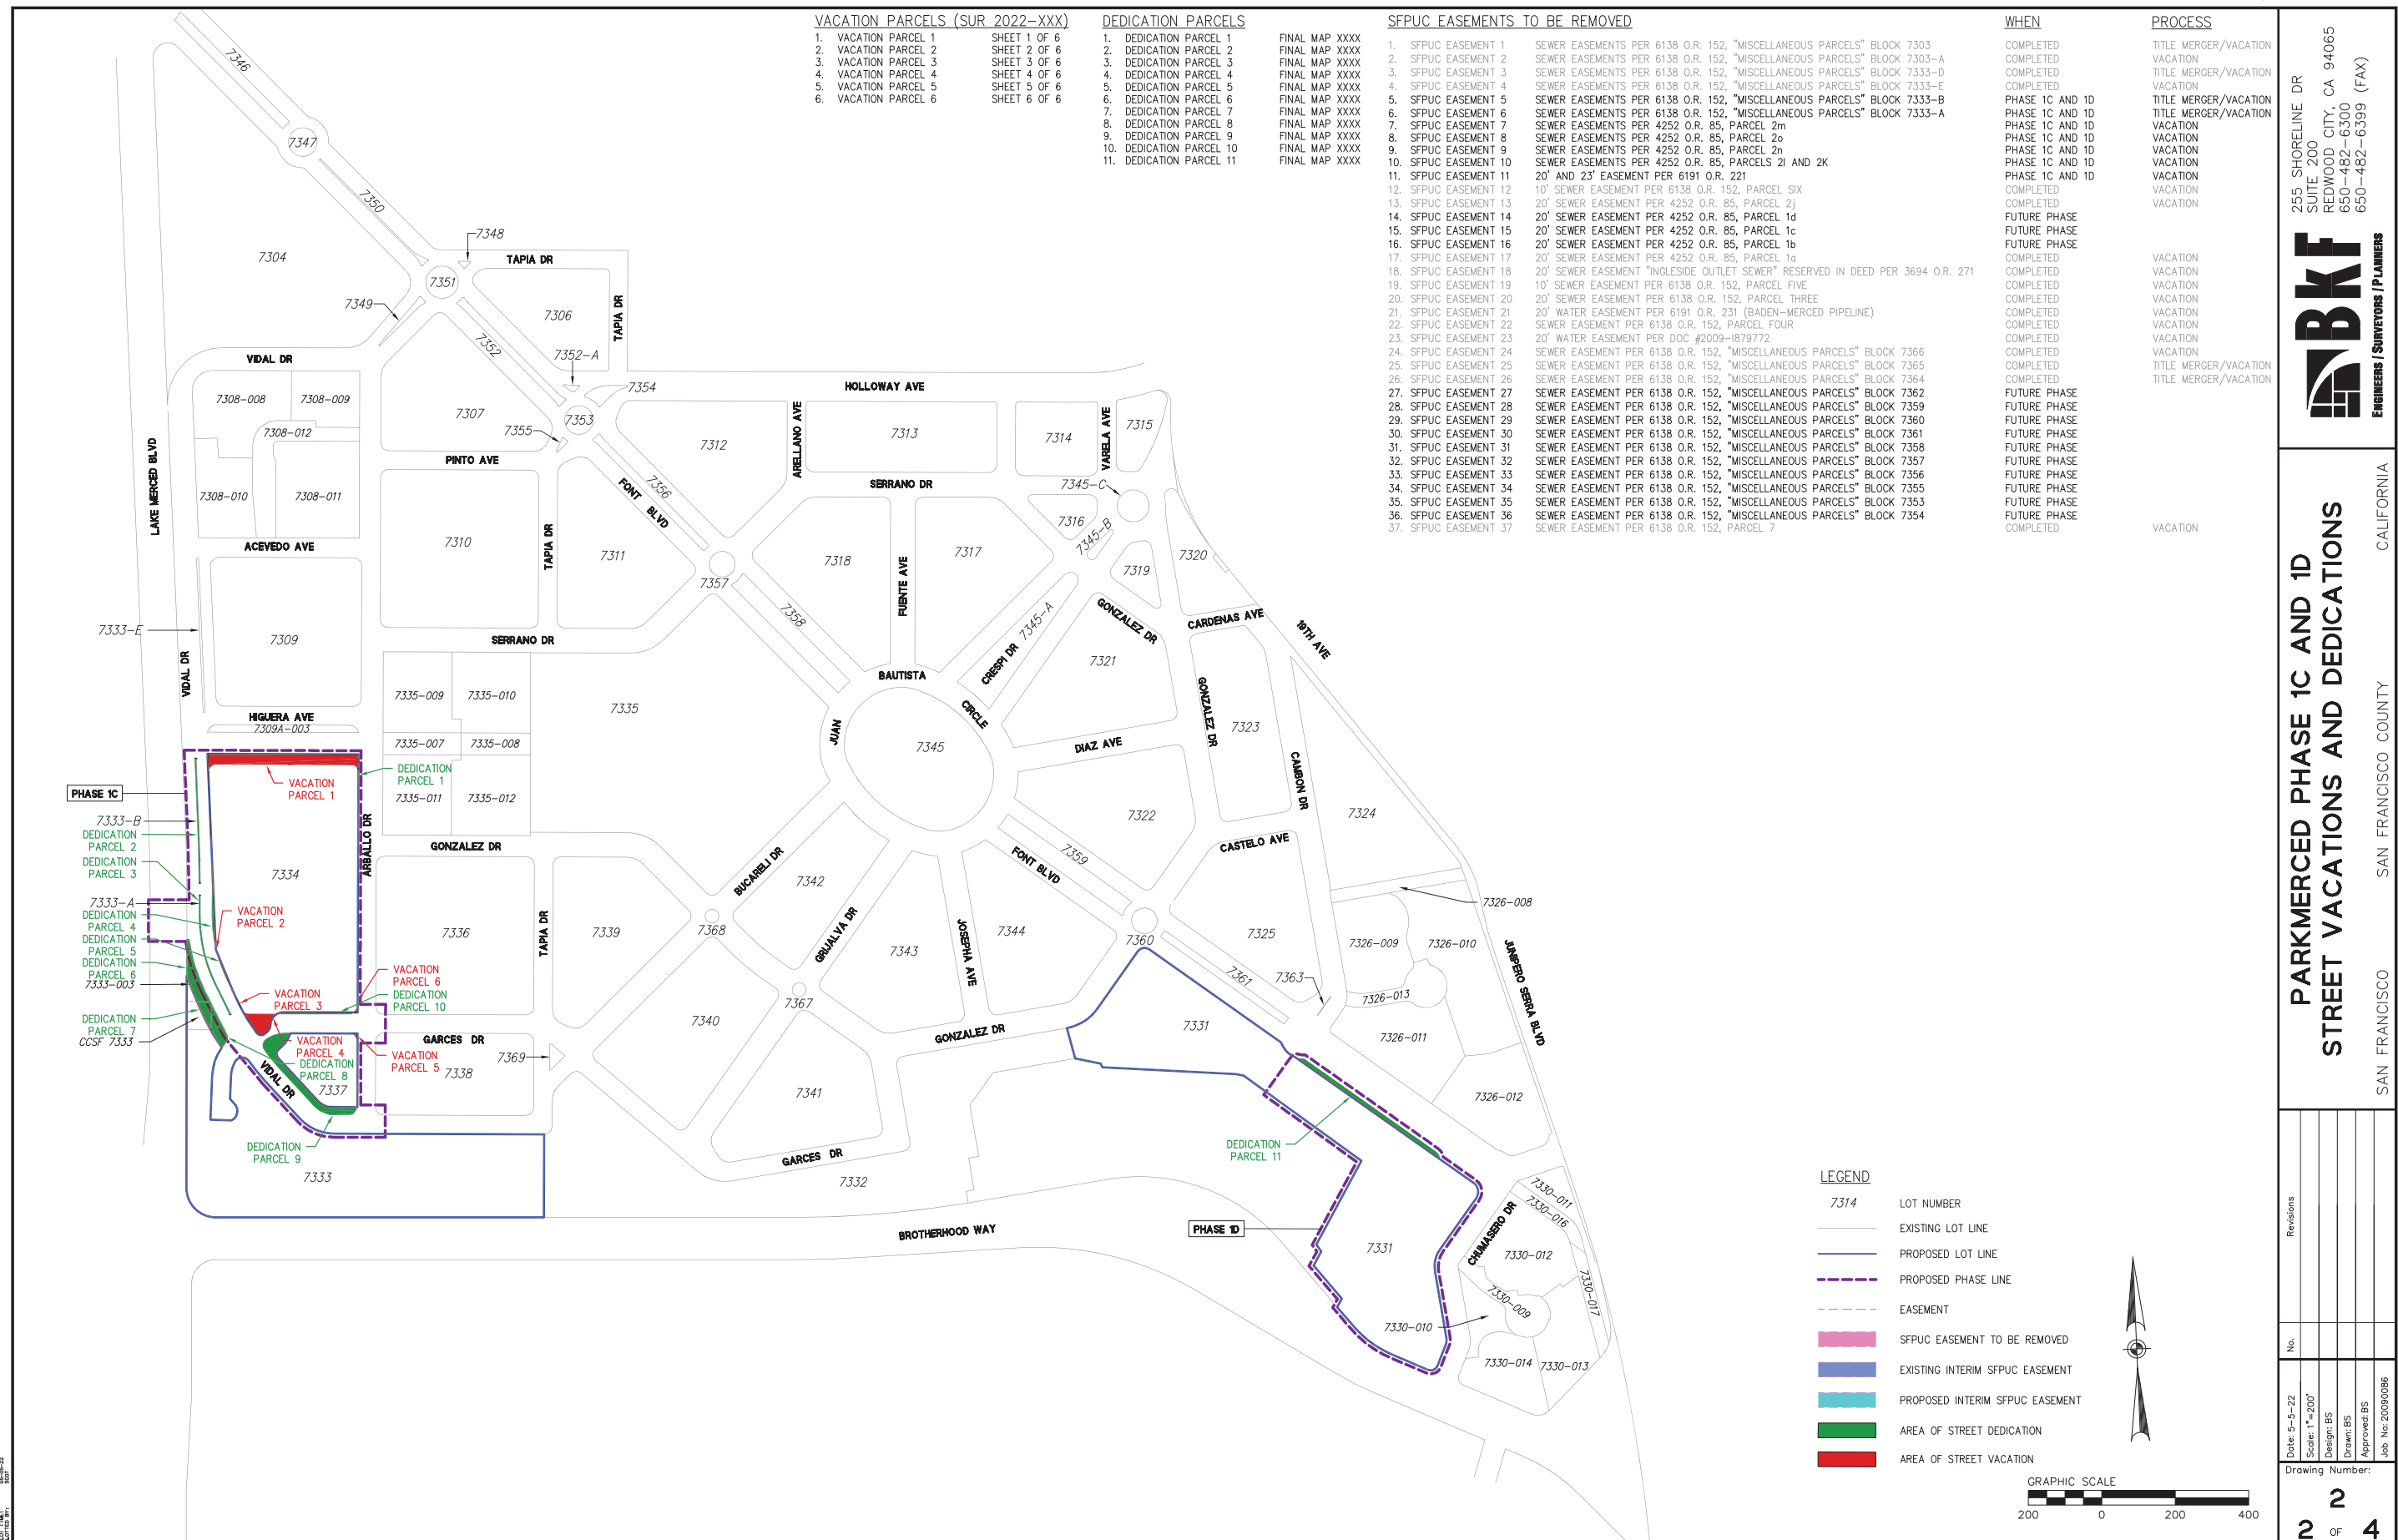 VACATION PARCELS (SUR 2022-XXX)
1. VACATION PARCEL 1 SHEET 1 OF 6
2. VACATION PARCEL 2 SHEET 2 OF 6
3. VACATION PARCEL 3 SHEET 3 OF 6
4. VACATION PARCEL 4 SHEET 4 OF 6
5. VACATION PARCEL 5 SHEET 5 OF 6
6. VACATION PARCEL 6 SHEET 6 OF 6
DEDICATION PARCELS
1. DEDICATION PARCEL 1 FINAL MAP XXXX
2. DEDICATION PARCEL 2 FINAL MAP XXXX
3. DEDICATION PARCEL 3 FINAL MAP XXXX
4. DEDICATION PARCEL 4 FINAL MAP XXXX
5. DEDICATION PARCEL 5 FINAL MAP XXXX
6. DEDICATION PARCEL 6 FINAL MAP XXXX
7. DEDICATION PARCEL 7 FINAL MAP XXXX
8. DEDICATION PARCEL 8 FINAL MAP XXXX
9. DEDICATION PARCEL 9 FINAL MAP XXXX
10. DEDICATION PARCEL 10 FINAL MAP XXXX
11. DEDICATION PARCEL 11 FINAL MAP XXXX
SFPUC EASEMENTS TO BE REMOVED WHEN PROCESS
1. SFPUC EASEMENT 1 SEWER EASEMENTS PER 6138 O.R. 152, "MISCELLANEOUS PARCELS" BLOCK 7303 COMPLETED TITLE MERGER/VACATION
2. SFPUC EASEMENT 2 SEWER EASEMENTS PER 6138 O.R. 152, "MISCELLANEOUS PARCELS" BLOCK 7303-A COMPLETED VACATION
3. SFPUC EASEMENT 3 SEWER EASEMENTS PER 6138 O.R. 152, "MISCELLANEOUS PARCELS" BLOCK 7333-D COMPLETED TITLE MERGER/VACATION
4. SFPUC EASEMENT 4 SEWER EASEMENTS PER 6138 O.R. 152, "MISCELLANEOUS PARCELS" BLOCK 7333-E COMPLETED VACATION
5. SFPUC EASEMENT 5 SEWER EASEMENTS PER 6138 O.R. 152, "MISCELLANEOUS PARCELS" BLOCK 7333-B PHASE 1C AND 1D TITLE MERGER/VACATION
6. SFPUC EASEMENT 6 SEWER EASEMENTS PER 6138 O.R. 152, "MISCELLANEOUS PARCELS" BLOCK 7333-A PHASE 1C AND 1D TITLE MERGER/VACATION
7. SFPUC EASEMENT 7 SEWER EASEMENTS PER 4252 O.R. 85, PARCEL 2m PHASE 1C AND 1D VACATION
8. SFPUC EASEMENT 8 SEWER EASEMENTS PER 4252 O.R. 85, PARCEL 2o PHASE 1C AND 1D VACATION
9. SFPUC EASEMENT 9 SEWER EASEMENTS PER 4252 O.R. 85, PARCEL 2n PHASE 1C AND 1D VACATION
10. SFPUC EASEMENT 10 SEWER EASEMENTS PER 4252 O.R. 85, PARCELS 2l AND 2K PHASE 1C AND 1D VACATION
11. SFPUC EASEMENT 11 20' AND 23' EASEMENT PER 6191 O.R. 221 PHASE 1C AND 1D VACATION
12. SFPUC EASEMENT 12 10' SEWER EASEMENT PER 6138 O.R. 152, PARCEL SIX COMPLETED VACATION
13. SFPUC EASEMENT 13 20' SEWER EASEMENT PER 4252 O.R. 85, PARCEL 2j COMPLETED VACATION
14. SFPUC EASEMENT 14 20' SEWER EASEMENT PER 4252 O.R. 85, PARCEL 1d FUTURE PHASE
15. SFPUC EASEMENT 15 20' SEWER EASEMENT PER 4252 O.R. 85, PARCEL 1c FUTURE PHASE
16. SFPUC EASEMENT 16 20' SEWER EASEMENT PER 4252 O.R. 85, PARCEL 1b FUTURE PHASE
17. SFPUC EASEMENT 17 20' SEWER EASEMENT PER 4252 O.R. 85, PARCEL 1a COMPLETED VACATION
18. SFPUC EASEMENT 18 20' SEWER EASEMENT "INGLESIDE OUTLET SEWER" RESERVED IN DEED PER 3694 O.R. 271 COMPLETED VACATION
19. SFPUC EASEMENT 19 10' SEWER EASEMENT PER 6138 O.R. 152, PARCEL FIVE COMPLETED VACATION
20. SFPUC EASEMENT 20 20' SEWER EASEMENT PER 6138 O.R. 152, PARCEL THREE COMPLETED VACATION
21. SFPUC EASEMENT 21 20' WATER EASEMENT PER 6191 O.R. 231 (BADEN-MERCED PIPELINE) COMPLETED VACATION
22. SFPUC EASEMENT 22 SEWER EASEMENT PER 6138 O.R. 152, PARCEL FOUR COMPLETED VACATION
23. SFPUC EASEMENT 23 20' WATER EASEMENT PER DOC #2009-I879772 COMPLETED VACATION
24. SFPUC EASEMENT 24 SEWER EASEMENT PER 6138 O.R. 152, "MISCELLANEOUS PARCELS" BLOCK 7366 COMPLETED VACATION
25. SFPUC EASEMENT 25 SEWER EASEMENT PER 6138 O.R. 152, "MISCELLANEOUS PARCELS" BLOCK 7365 COMPLETED TITLE MERGER/VACATION
26. SFPUC EASEMENT 26 SEWER EASEMENT PER 6138 O.R. 152, "MISCELLANEOUS PARCELS" BLOCK 7364 COMPLETED TITLE MERGER/VACATION
27. SFPUC EASEMENT 27 SEWER EASEMENT PER 6138 O.R. 152, "MISCELLANEOUS PARCELS" BLOCK 7362 FUTURE PHASE
28. SFPUC EASEMENT 28 SEWER EASEMENT PER 6138 O.R. 152, "MISCELLANEOUS PARCELS" BLOCK 7359 FUTURE PHASE
29. SFPUC EASEMENT 29 SEWER EASEMENT PER 6138 O.R. 152, "MISCELLANEOUS PARCELS" BLOCK 7360 FUTURE PHASE
30. SFPUC EASEMENT 30 SEWER EASEMENT PER 6138 O.R. 152, "MISCELLANEOUS PARCELS" BLOCK 7361 FUTURE PHASE
31. SFPUC EASEMENT 31 SEWER EASEMENT PER 6138 O.R. 152, "MISCELLANEOUS PARCELS" BLOCK 7358 FUTURE PHASE
32. SFPUC EASEMENT 32 SEWER EASEMENT PER 6138 O.R. 152, "MISCELLANEOUS PARCELS" BLOCK 7357 FUTURE PHASE
33. SFPUC EASEMENT 33 SEWER EASEMENT PER 6138 O.R. 152, "MISCELLANEOUS PARCELS" BLOCK 7356 FUTURE PHASE
34. SFPUC EASEMENT 34 SEWER EASEMENT PER 6138 O.R. 152, "MISCELLANEOUS PARCELS" BLOCK 7355 FUTURE PHASE
35. SFPUC EASEMENT 35 SEWER EASEMENT PER 6138 O.R. 152, "MISCELLANEOUS PARCELS" BLOCK 7353 FUTURE PHASE
36. SFPUC EASEMENT 36 SEWER EASEMENT PER 6138 O.R. 152, "MISCELLANEOUS PARCELS" BLOCK 7354 FUTURE PHASE
37. SFPUC EASEMENT 37 SEWER EASEMENT PER 6138 O.R. 152, PARCEL 7 COMPLETED VACATION
7346
7347
7350
7304
7348
TAPIA DR
7351
7349
7306
TAPIA DR
7352
7352-A
VIDAL DR
7354
HOLLOWAY AVE
7308-008
7308-009
7307
7353
7355
7308-012
7312
ARELLANO AVE
7313
7314
VARELA AVE
7315
LAKE MERCED BLVD
PINTO AVE
7308-010
7308-011
FONT
BLVD
7356
SERRANO DR
7345-C
7316
7345-B
ACEVEDO AVE
7310
TAPIA DR
7311
7357
7318
FUENTE AVE
7317
7319
7320
7333-E
7309
VIDAL DR
SERRANO DR
7358
CRESPI DR
7345-A
GONZALEZ DR
CARDENAS AVE
19TH AVE
7321
BAUTISTA
CIRCLE
JUAN
7345
7335-009
7335-010
7335
HIGUERA AVE
7309A-003
7335-007
7335-008
GONZALEZ DR
7323
DIAZ AVE
CAMBON DR
7324
DEDICATION
PARCEL 1
VACATION
PARCEL 1
7335-011
7335-012
PHASE 1C
7333-B
DEDICATION
PARCEL 2
DEDICATION
PARCEL 3
7334
ARBALLO DR
GONZALEZ DR
7322
CASTELO AVE
7359
FONT BLVD
BUCARELI DR
7342
7333-A
DEDICATION
PARCEL 4
DEDICATION
PARCEL 5
DEDICATION
PARCEL 6
7333-003
VACATION
PARCEL 2
7336
TAPIA DR
7339
7368
GRIJALVA DR
7343
JOSEPHA AVE
7344
7360
7325
7326-008
7326-009
7326-010
JUNIPERO SERRA BLVD
7361
7363
7326-013
VACATION
PARCEL 6
DEDICATION
PARCEL 10
VACATION
PARCEL 3
DEDICATION
PARCEL 7
CCSF 7333
7367
7340
GONZALEZ DR
7331
7326-011
GARCES DR
VACATION
PARCEL 4
VACATION
PARCEL 5
DEDICATION
PARCEL 8
7338
7369
VIDAL DR
7337
7341
7326-012
DEDICATION
PARCEL 9
DEDICATION
PARCEL 11
7333
GARCES DR
7332
BROTHERHOOD WAY
PHASE 1D
7331
CHUMASERO DR
7330-011
7330-016
7330-012
7330-017
7330-009
7330-010
7330-014
7330-013
LEGEND
7314 LOT NUMBER
EXISTING LOT LINE
PROPOSED LOT LINE
PROPOSED PHASE LINE
EASEMENT
SFPUC EASEMENT TO BE REMOVED
EXISTING INTERIM SFPUC EASEMENT
PROPOSED INTERIM SFPUC EASEMENT
AREA OF STREET DEDICATION
AREA OF STREET VACATION
GRAPHIC SCALE
200 0 200 400
255 SHORELINE DR
SUITE 200
REDWOOD CITY, CA 94065
650-482-6300
650-482-6399 (FAX)
BKF
ENGINEERS / SURVEYORS / PLANNERS
PARKMERCED PHASE 1C AND 1D
STREET VACATIONS AND DEDICATIONS
SAN FRANCISCO SAN FRANCISCO COUNTY CALIFORNIA
No. Revisions
Date: 5-5-22
Scale: 1"=200'
Design: BS
Drawn: BS
Approved: BS
Job No: 20090086
Drawing Number:
2
2 OF 4